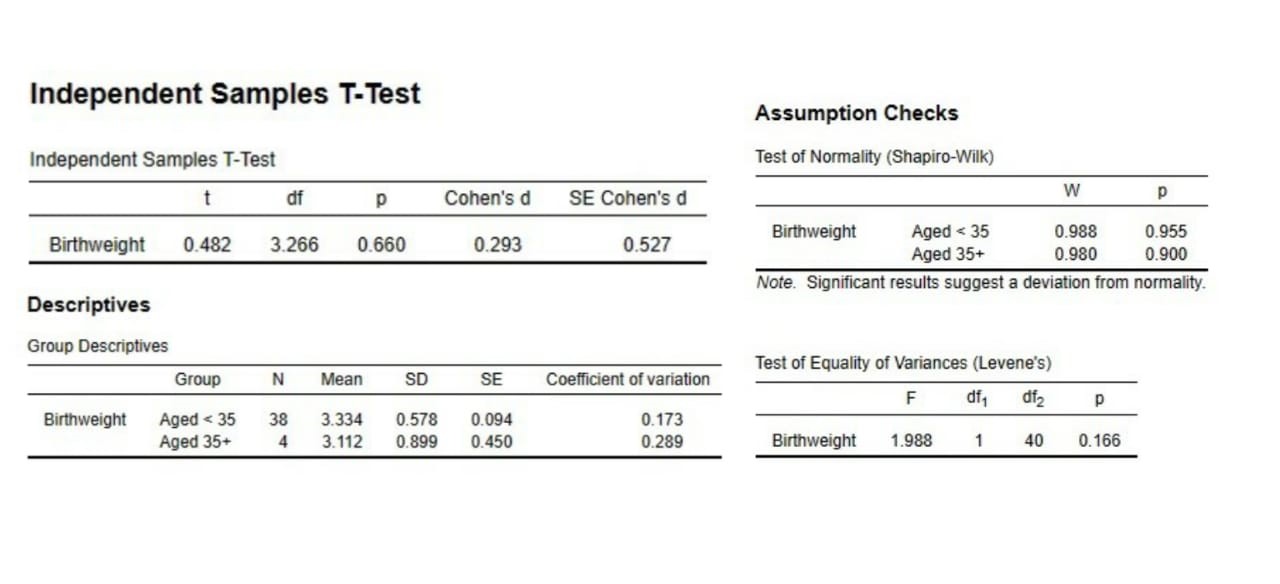 Independent Samples T-Test
Independent Samples T-Test
t df p Cohen's d SE Cohen's d
Birthweight 0.482 3.266 0.660 0.293 0.527
Descriptives
Group Descriptives
Group N Mean SD SE Coefficient of variation
Birthweight Aged < 35 38 3.334 0.578 0.094 0.173
Aged 35+ 4 3.112 0.899 0.450 0.289
Assumption Checks
Test of Normality (Shapiro-Wilk)
W p
Birthweight Aged < 35 0.988 0.955
Aged 35+ 0.980 0.900
Note. Significant results suggest a deviation from normality.
Test of Equality of Variances (Levene's)
F df₁ df₂ p
Birthweight 1.988 1 40 0.166